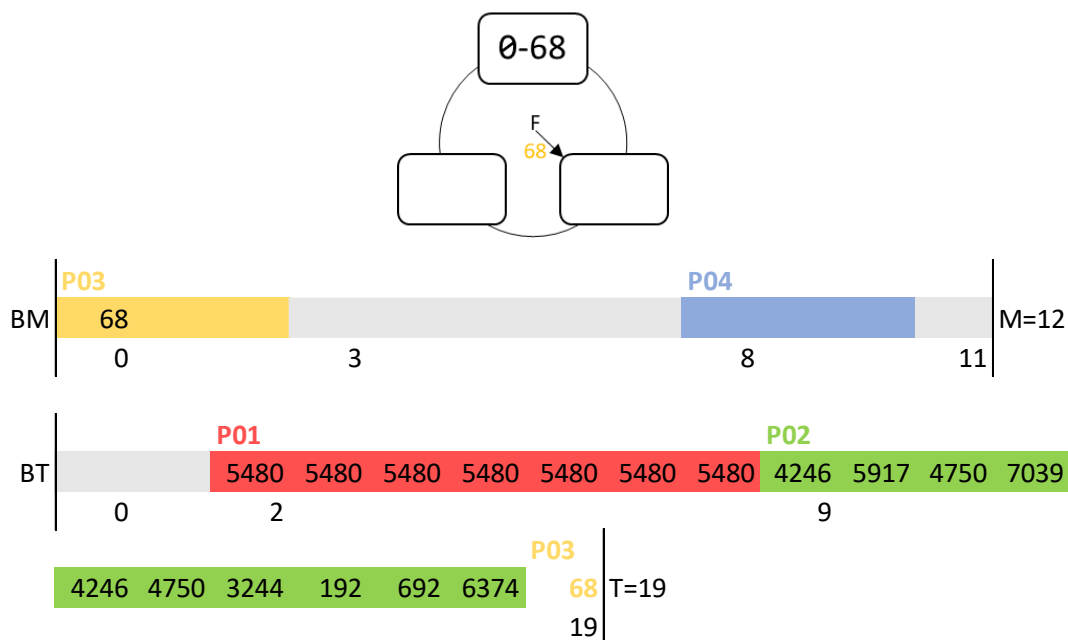 0-68
F
68
P03 P04
BM 68 M=12
0 3 8 11
P01 P02
BT 5480 5480 5480 5480 5480 5480 5480 4246 5917 4750 7039
0 2 9
P03
4246 4750 3244 192 692 6374 68 T=19
19